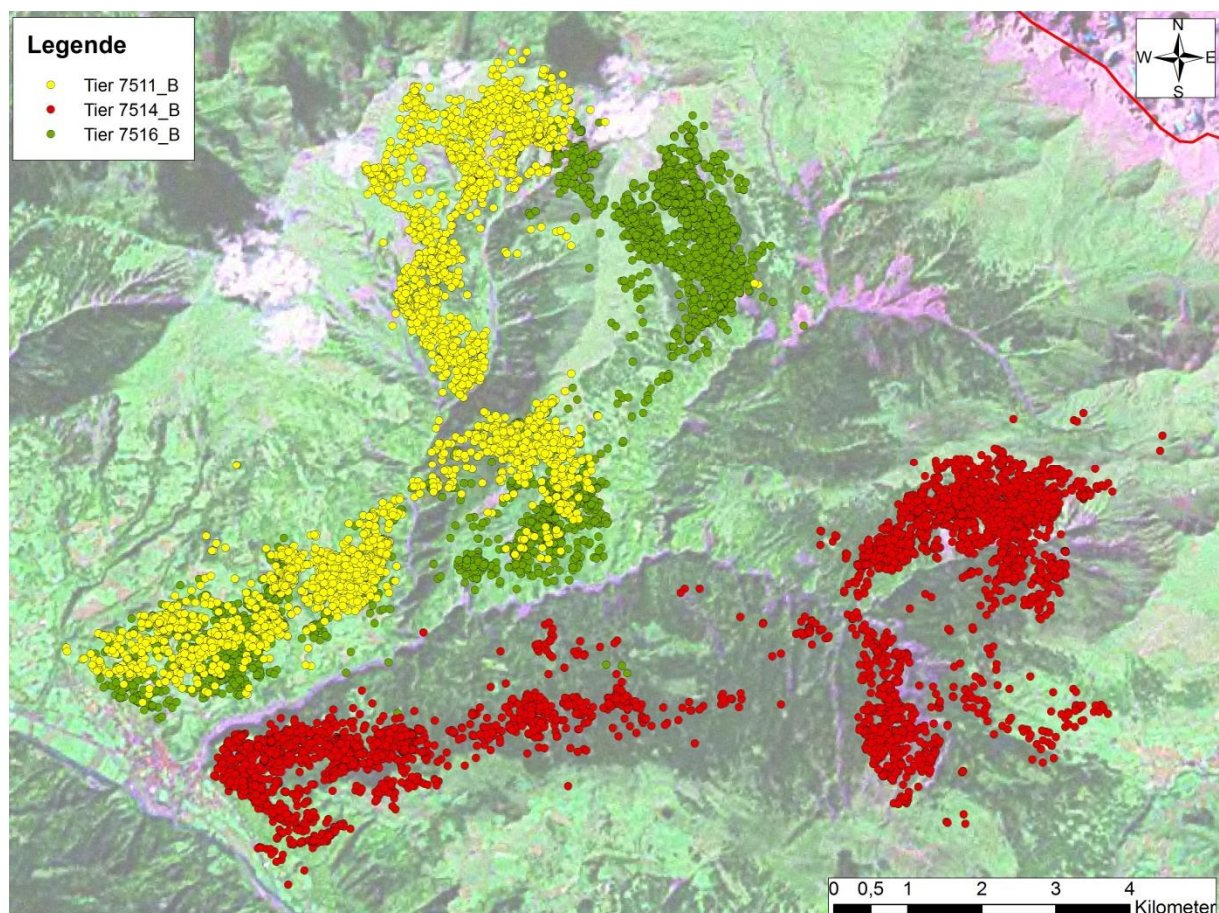 Legende
Tier 7511_B
Tier 7514_B
Tier 7516_B
N
W E
S
0 0,5 1 2 3 4
Kilometer